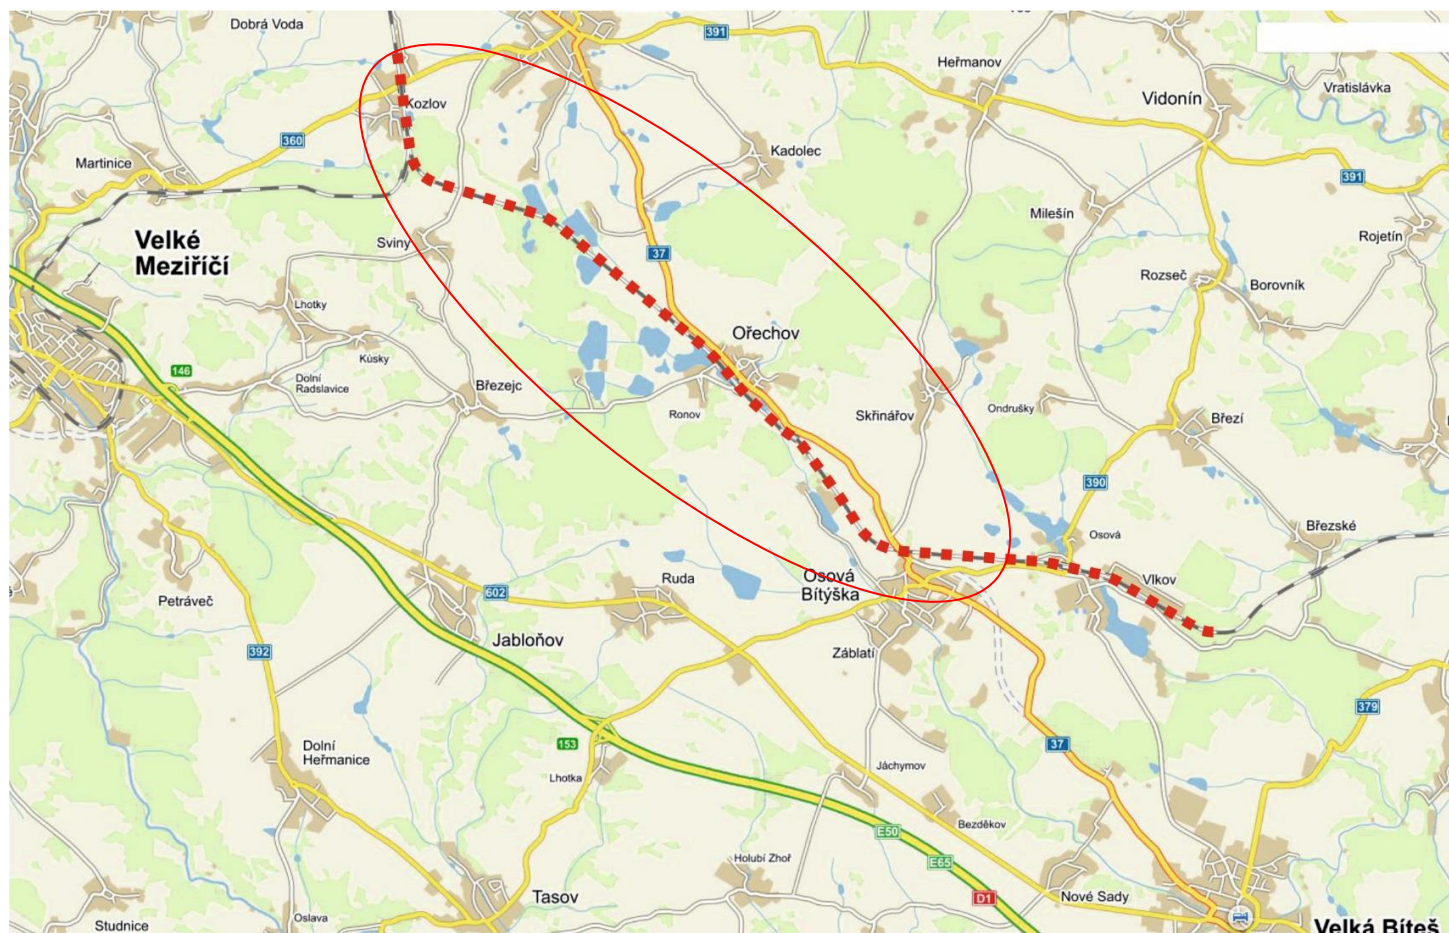 Dobrá Voda
391
Heřmanov
Vratislávka
Vidonín
Kozlov
360
Martinice
Kadolec
391
Milešín
Rojetín
Velké
Meziříčí
Sviny
37
Rozseč
Borovník
Lhotky
Ořechov
Kúsky
146
Dolní
Radslavice
Březejc
Ronov
Skřinářov
Ondrušky
Březí
390
Březské
Osová
Osová
Bítýška
Vlkov
Ruda
602
Petráveč
Jabloňov
392
Záblatí
379
37
Dolní
Heřmanice
153
Lhotka
Jáchymov
Bezděkov
E50
E65
Holubí Zhoř
D1
Nové Sady
Tasov
Oslava
Studnice
Velká Bíteš